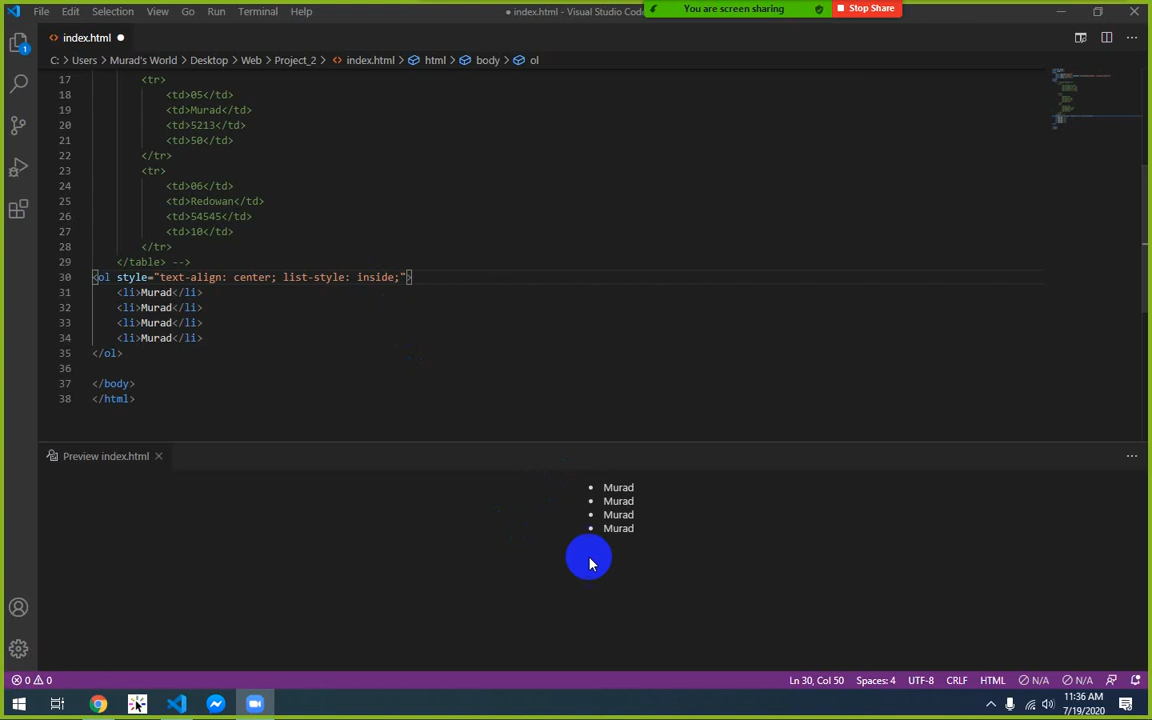 File Edit Selection View Go Run Terminal Help
● index.html - Visual Studio Cod
You are screen sharing
Stop Share
1
index.html ●
C: > Users > Murad's World > Desktop > Web > Project_2 > index.html > html > body > ol
17 <tr>
18 <td>05</td>
19 <td>Murad</td>
20 <td>5213</td>
21 <td>50</td>
22 </tr>
23 <tr>
24 <td>06</td>
25 <td>Redowan</td>
26 <td>54545</td>
27 <td>10</td>
28 </tr>
29 </table> -->
30 <ol style="text-align: center; list-style: inside;">
31 <li>Murad</li>
32 <li>Murad</li>
33 <li>Murad</li>
34 <li>Murad</li>
35 </ol>
36
37 </body>
38 </html>
Preview index.html
• Murad
• Murad
• Murad
• Murad
0 0 Ln 30, Col 50 Spaces: 4 UTF-8 CRLF HTML N/A N/A
11:36 AM
7/19/2020